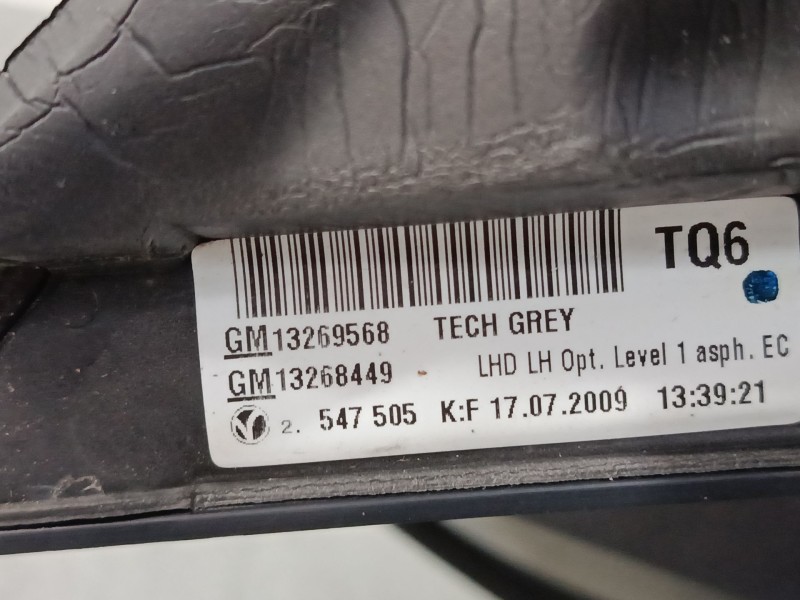 TQ6
GM13269568 TECH GREY
GM13268449 LHD LH Opt. Level 1 asph. EC
2. 547 505 K:F 17.07.2009 13:39:21